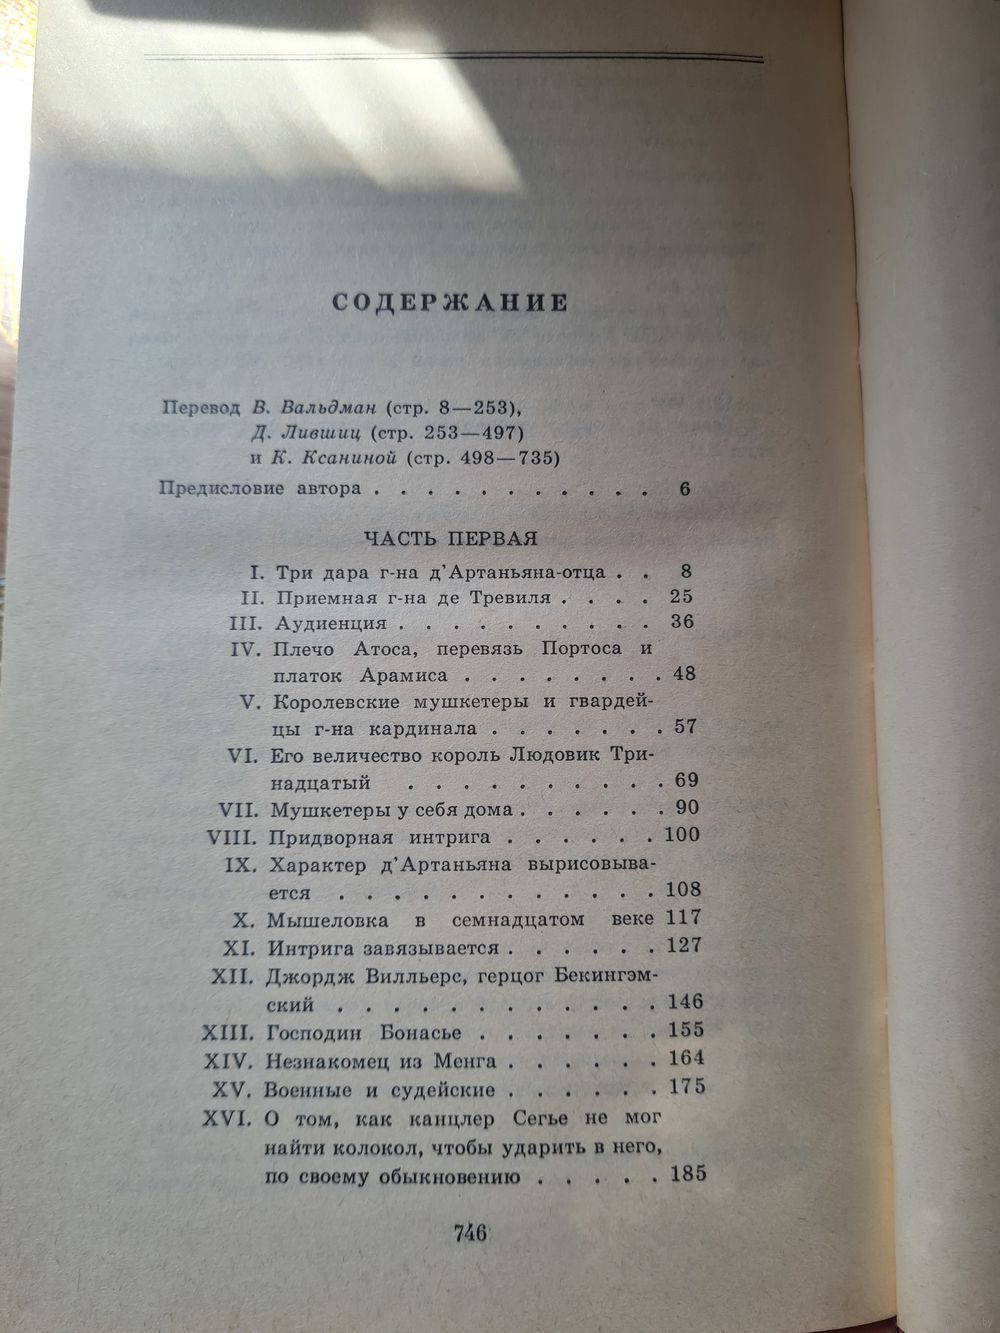 СОДЕРЖАНИЕ
Перевод В. Вальдман (стр. 8—253),
Д. Лившиц (стр. 253—497)
и К. Ксаниной (стр. 498—735)
Предисловие автора . . . . . . . . . . . 6
ЧАСТЬ ПЕРВАЯ
I. Три дара г-на д'Артаньяна-отца . . 8
II. Приемная г-на де Тревиля . . . . 25
III. Аудиенция . . . . . . . . . . 36
IV. Плечо Атоса, перевязь Портоса и
платок Арамиса . . . . . . . . 48
V. Королевские мушкетеры и гвардей-
цы г-на кардинала . . . . . . . 57
VI. Его величество король Людовик Три-
надцатый . . . . . . . . . . 69
VII. Мушкетеры у себя дома . . . . . . 90
VIII. Придворная интрига . . . . . . 100
IX. Характер д'Артаньяна вырисовыва-
ется . . . . . . . . . . . . 108
X. Мышеловка в семнадцатом веке 117
XI. Интрига завязывается . . . . . . 127
XII. Джордж Вилльерс, герцог Бекингэм-
ский . . . . . . . . . . . . 146
XIII. Господин Бонасье . . . . . . . 155
XIV. Незнакомец из Менга . . . . . . 164
XV. Военные и судейские . . . . . . 175
XVI. О том, как канцлер Сегье не мог
найти колокол, чтобы ударить в него,
по своему обыкновению . . . . . 185
746